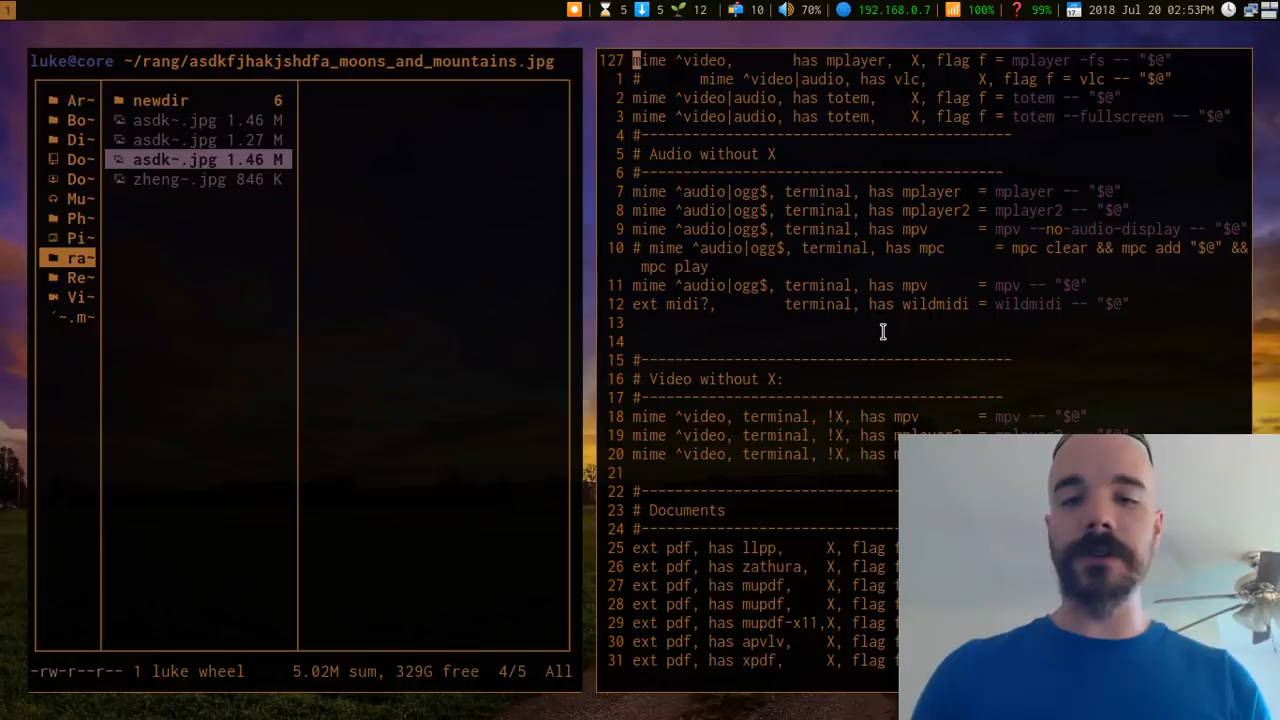 1 5 5 12 10 70% 192.168.0.7 100% ❓ 99% 2018 Jul 20 02:53PM
luke@core ~/rang/asdkfjhakjshdfa_moons_and_mountains.jpg
Ar~ newdir 6
Bo~ asdk~.jpg 1.46 M
Di~ asdk~.jpg 1.27 M
Do~ asdk~.jpg 1.46 M
Do~ zheng~.jpg 846 K
Mu~
Ph~
Pi~
ra~
Re~
Vi~
´~.m~
-rw-r--r-- 1 luke wheel 5.02M sum, 329G free 4/5 All
127 mime ^video, has mplayer, X, flag f = mplayer -fs -- "$@"
1 # mime ^video|audio, has vlc, X, flag f = vlc -- "$@"
2 mime ^video|audio, has totem, X, flag f = totem -- "$@"
3 mime ^video|audio, has totem, X, flag f = totem --fullscreen -- "$@"
4 #--------------------------------------------
5 # Audio without X
6 #-------------------------------------------
7 mime ^audio|ogg$, terminal, has mplayer = mplayer -- "$@"
8 mime ^audio|ogg$, terminal, has mplayer2 = mplayer2 -- "$@"
9 mime ^audio|ogg$, terminal, has mpv = mpv --no-audio-display -- "$@"
10 # mime ^audio|ogg$, terminal, has mpc = mpc clear && mpc add "$@" &&
mpc play
11 mime ^audio|ogg$, terminal, has mpv = mpv -- "$@"
12 ext midi?, terminal, has wildmidi = wildmidi -- "$@"
13
14
15 #--------------------------------------------
16 # Video without X:
17 #-------------------------------------------
18 mime ^video, terminal, !X, has mpv = mpv -- "$@"
19 mime ^video, terminal, !X, has
20 mime ^video, terminal, !X, has
21
22 #------------------------------
23 # Documents
24 #------------------------------
25 ext pdf, has llpp, X, flag
26 ext pdf, has zathura, X, flag
27 ext pdf, has mupdf, X, flag
28 ext pdf, has mupdf, X, flag
29 ext pdf, has mupdf-x11,X, flag
30 ext pdf, has apvlv, X, flag
31 ext pdf, has xpdf, X, flag